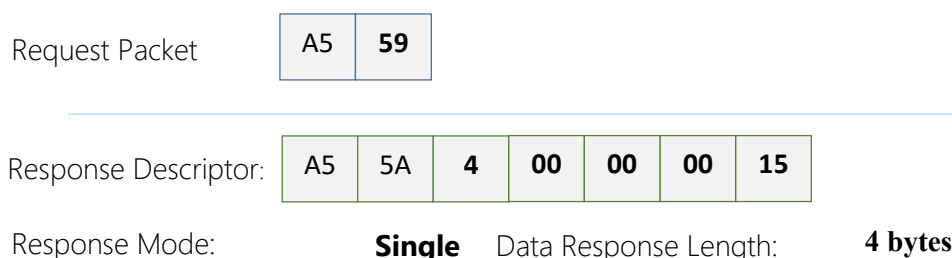 Request Packet A5 59
Response Descriptor: A5 5A 4 00 00 00 15
Response Mode: Single Data Response Length: 4 bytes